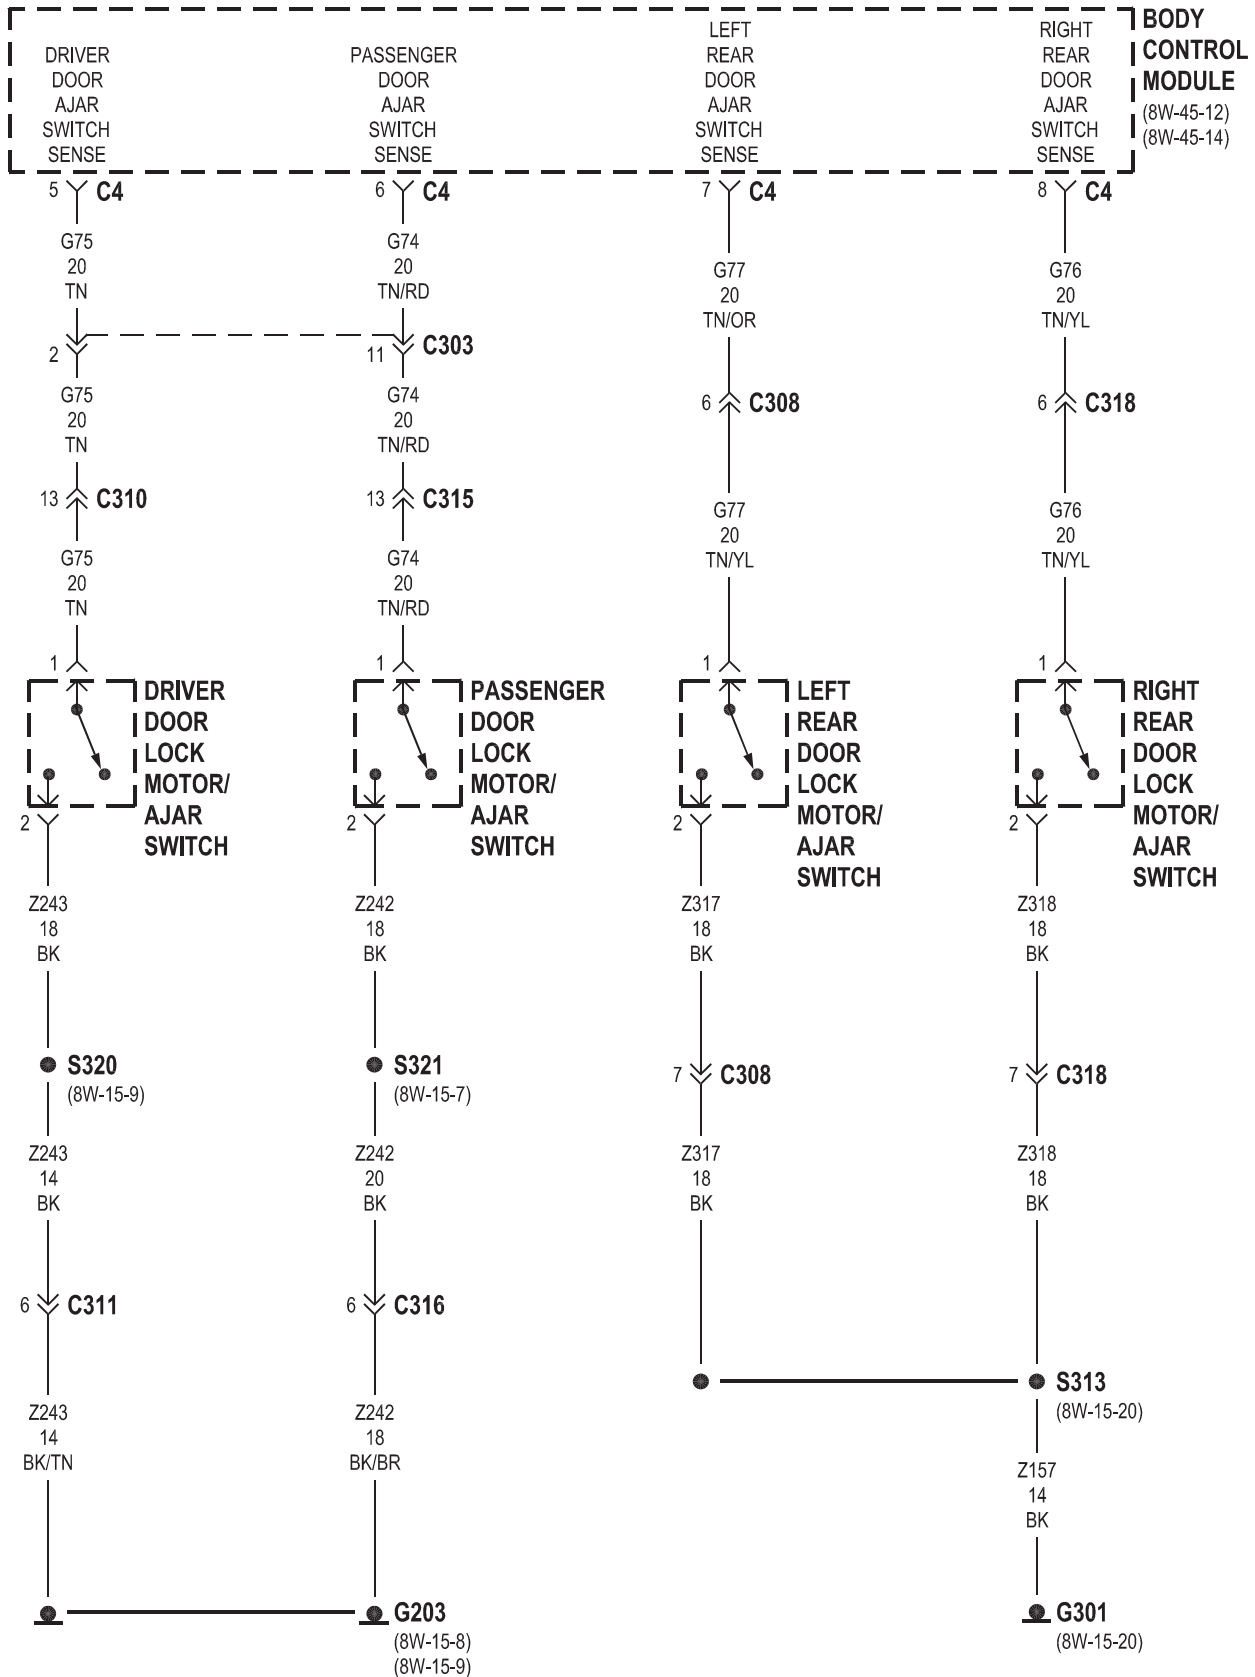 DRIVER
DOOR
AJAR
SWITCH
SENSE
PASSENGER
DOOR
AJAR
SWITCH
SENSE
LEFT
REAR
DOOR
AJAR
SWITCH
SENSE
RIGHT
REAR
DOOR
AJAR
SWITCH
SENSE
BODY
CONTROL
MODULE
(8W-45-12)
(8W-45-14)
5 C4
6 C4
7 C4
8 C4
G75
20
TN
G74
20
TN/RD
G77
20
TN/OR
G76
20
TN/YL
2
11 C303
6 C308
6 C318
G75
20
TN
G74
20
TN/RD
13 C310
13 C315
G77
20
TN/YL
G76
20
TN/YL
G75
20
TN
G74
20
TN/RD
1
1
1
1
DRIVER
DOOR
LOCK
MOTOR/
AJAR
SWITCH
PASSENGER
DOOR
LOCK
MOTOR/
AJAR
SWITCH
LEFT
REAR
DOOR
LOCK
MOTOR/
AJAR
SWITCH
RIGHT
REAR
DOOR
LOCK
MOTOR/
AJAR
SWITCH
2
2
2
2
Z243
18
BK
Z242
18
BK
Z317
18
BK
Z318
18
BK
S320
(8W-15-9)
S321
(8W-15-7)
7 C308
7 C318
Z243
14
BK
Z242
20
BK
Z317
18
BK
Z318
18
BK
6 C311
6 C316
S313
(8W-15-20)
Z243
14
BK/TN
Z242
18
BK/BR
Z157
14
BK
G203
(8W-15-8)
(8W-15-9)
G301
(8W-15-20)